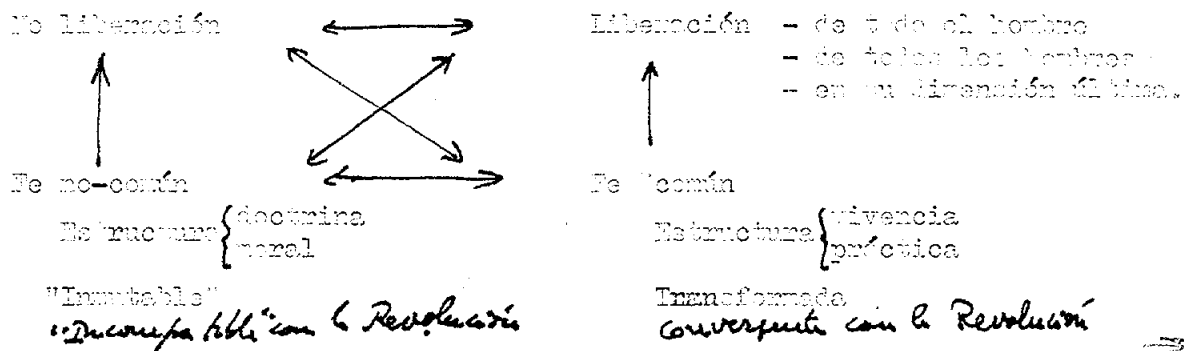 No liberación
Liberación - de todo el hombre
- de todos los hombres
- en su dimensión última.
Fe no-común
Estructura { doctrina
moral
"Inmutable"
"Incompatible" con la Revolución
Fe "común
Estructura { vivencia
práctica
Transformada
convergente con la Revolución